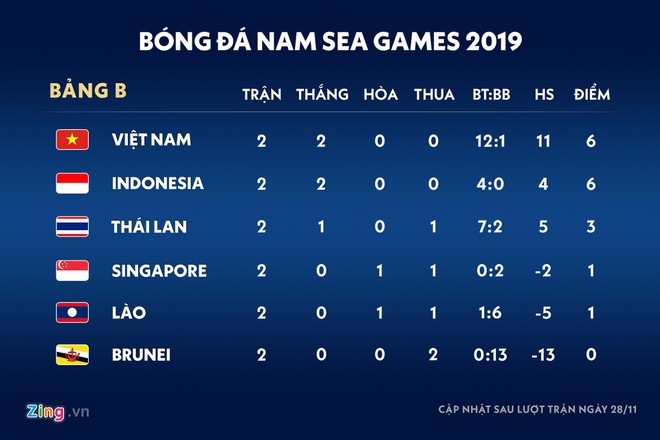 BÓNG ĐÁ NAM SEA GAMES 2019
BẢNG B TRẬN THẮNG HÒA THUA BT:BB HS ĐIỂM
VIỆT NAM 2 2 0 0 12:1 11 6
INDONESIA 2 2 0 0 4:0 4 6
THÁI LAN 2 1 0 1 7:2 5 3
SINGAPORE 2 0 1 1 0:2 -2 1
LÀO 2 0 1 1 1:6 -5 1
BRUNEI 2 0 0 2 0:13 -13 0
Zing.vn
CẬP NHẬT SAU LƯỢT TRẬN NGÀY 28/11